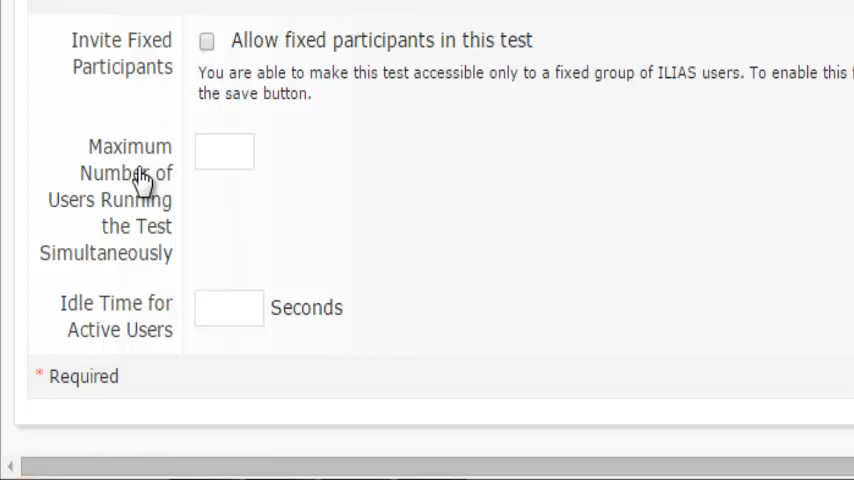 Invite Fixed
Participants
Allow fixed participants in this test
You are able to make this test accessible only to a fixed group of ILIAS users. To enable this
the save button.
Maximum
Number of
Users Running
the Test
Simultaneously
Idle Time for
Active Users
Seconds
* Required